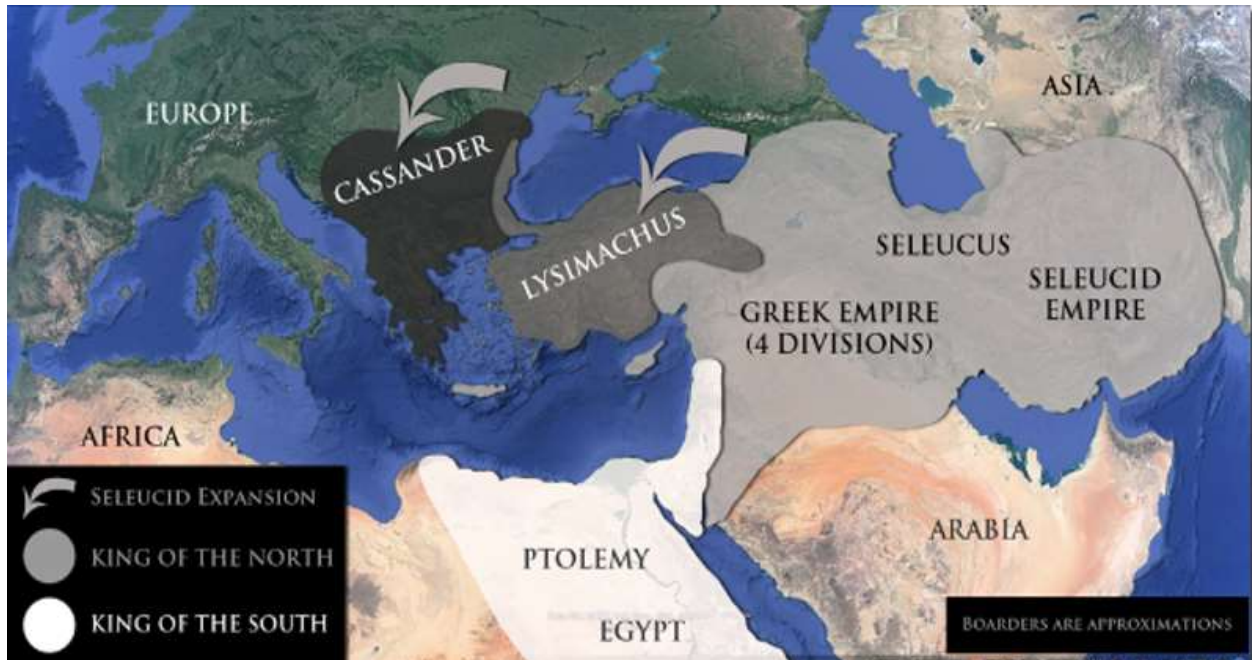 EUROPE
ASIA
CASSANDER
LYSIMACHUS
SELEUCUS
SELEUCID
EMPIRE
GREEK EMPIRE
(4 DIVISIONS)
AFRICA
SELEUCID EXPANSION
KING OF THE NORTH
KING OF THE SOUTH
PTOLEMY
EGYPT
ARABIA
BOARDERS ARE APPROXIMATIONS